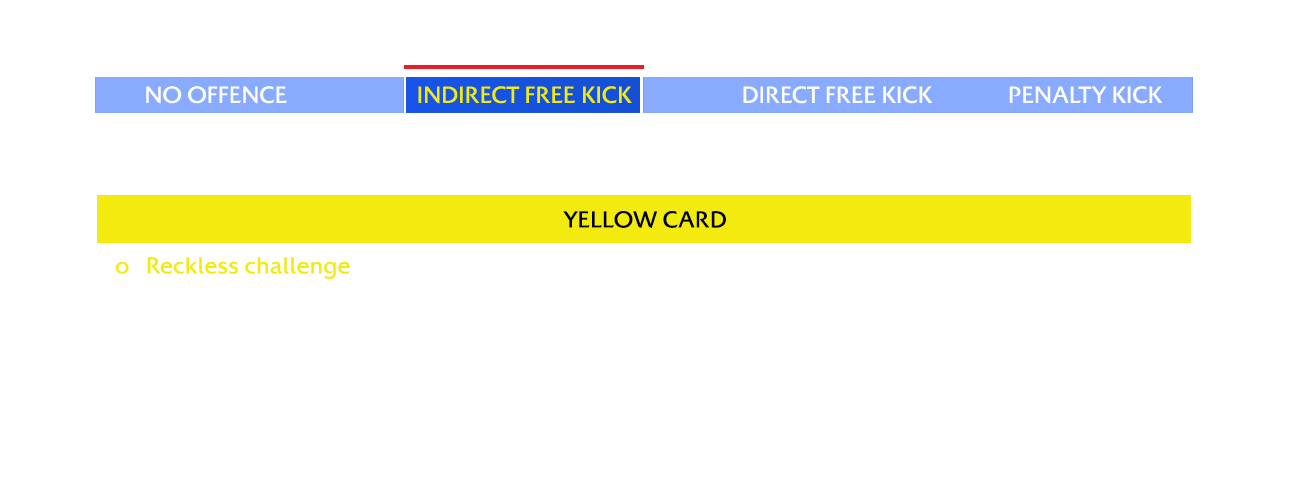 NO OFFENCE INDIRECT FREE KICK DIRECT FREE KICK PENALTY KICK
YELLOW CARD
o Reckless challenge